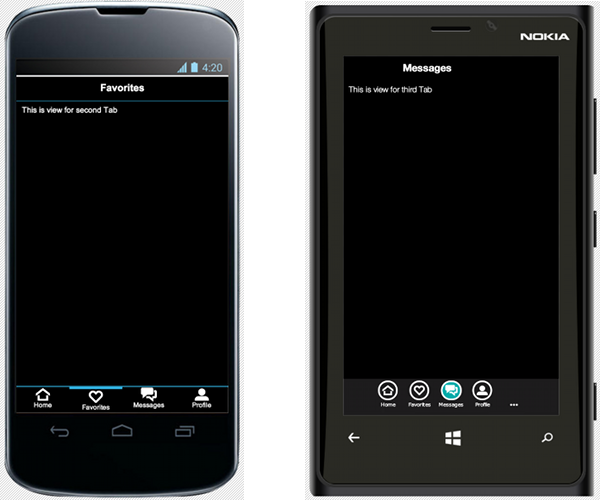 4:20
Favorites
This is view for second Tab
Home
Favorites
Messages
Profile
NOKIA
Messages
This is view for third Tab
Home
Favorites
Messages
Profile
...